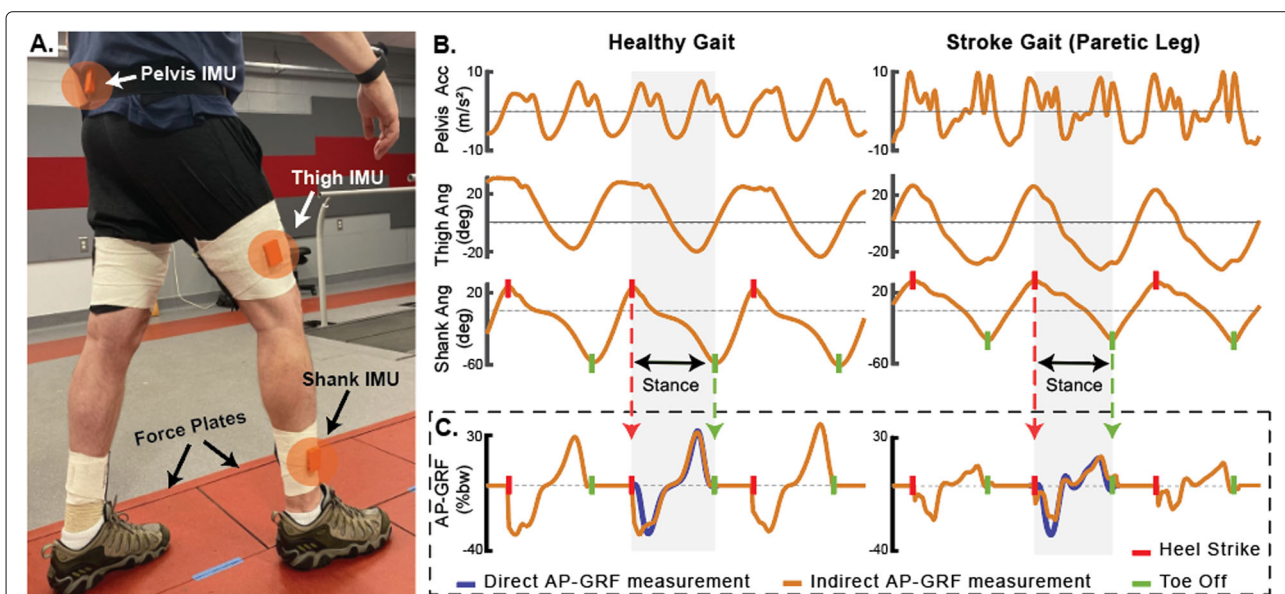 A.
Pelvis IMU
Thigh IMU
Shank IMU
Force Plates
B.
Healthy Gait
Stroke Gait (Paretic Leg)
Pelvis Acc
(m/s²)
10
-10
10
-10
Thigh Ang
(deg)
20
-20
20
-20
Shank Ang
(deg)
20
-60
20
-60
Stance
Stance
C.
AP-GRF
(%bw)
30
-40
30
-40
Heel Strike
Direct AP-GRF measurement
Indirect AP-GRF measurement
Toe Off